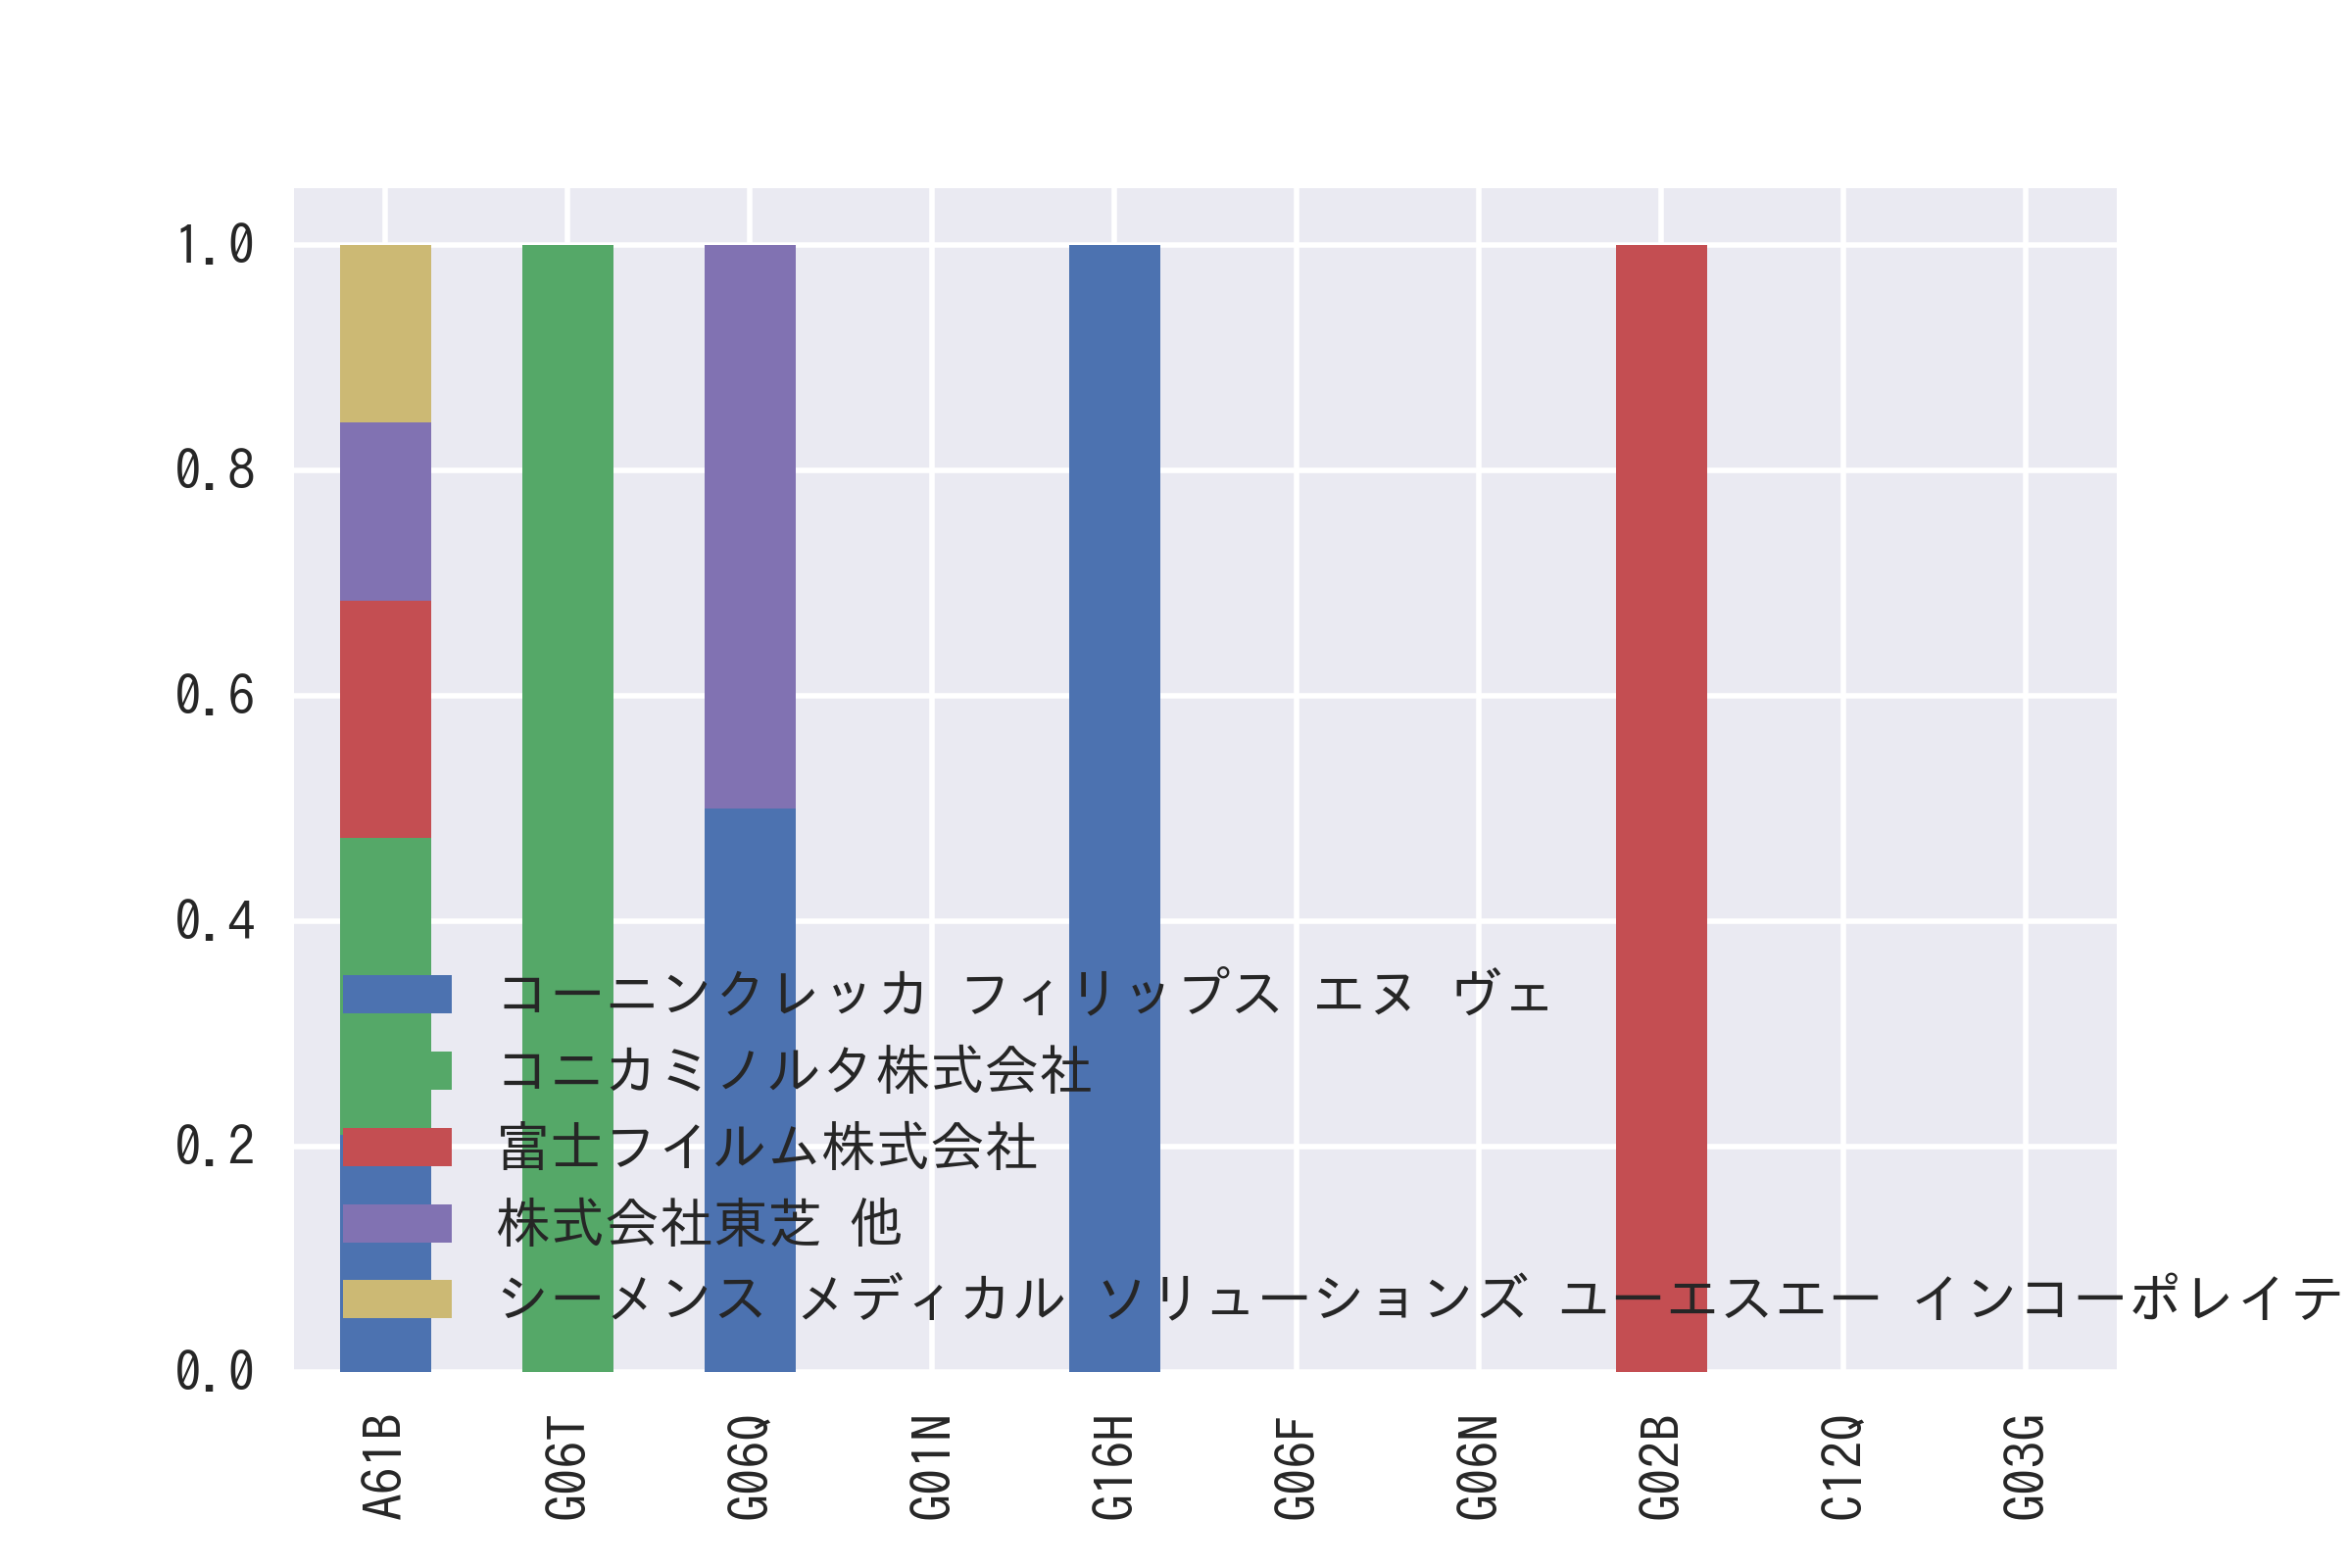 1.0
0.8
0.6
0.4
0.2
0.0
コーニンクレッカ フィリップス エヌ ヴェ
コニカミノルタ株式会社
富士フイルム株式会社
株式会社東芝 他
シーメンス メディカル ソリューションズ ユーエスエー インコーポレイテ
A61B
G06T
G06Q
G01N
G16H
G06F
G06N
G02B
C12Q
G03G